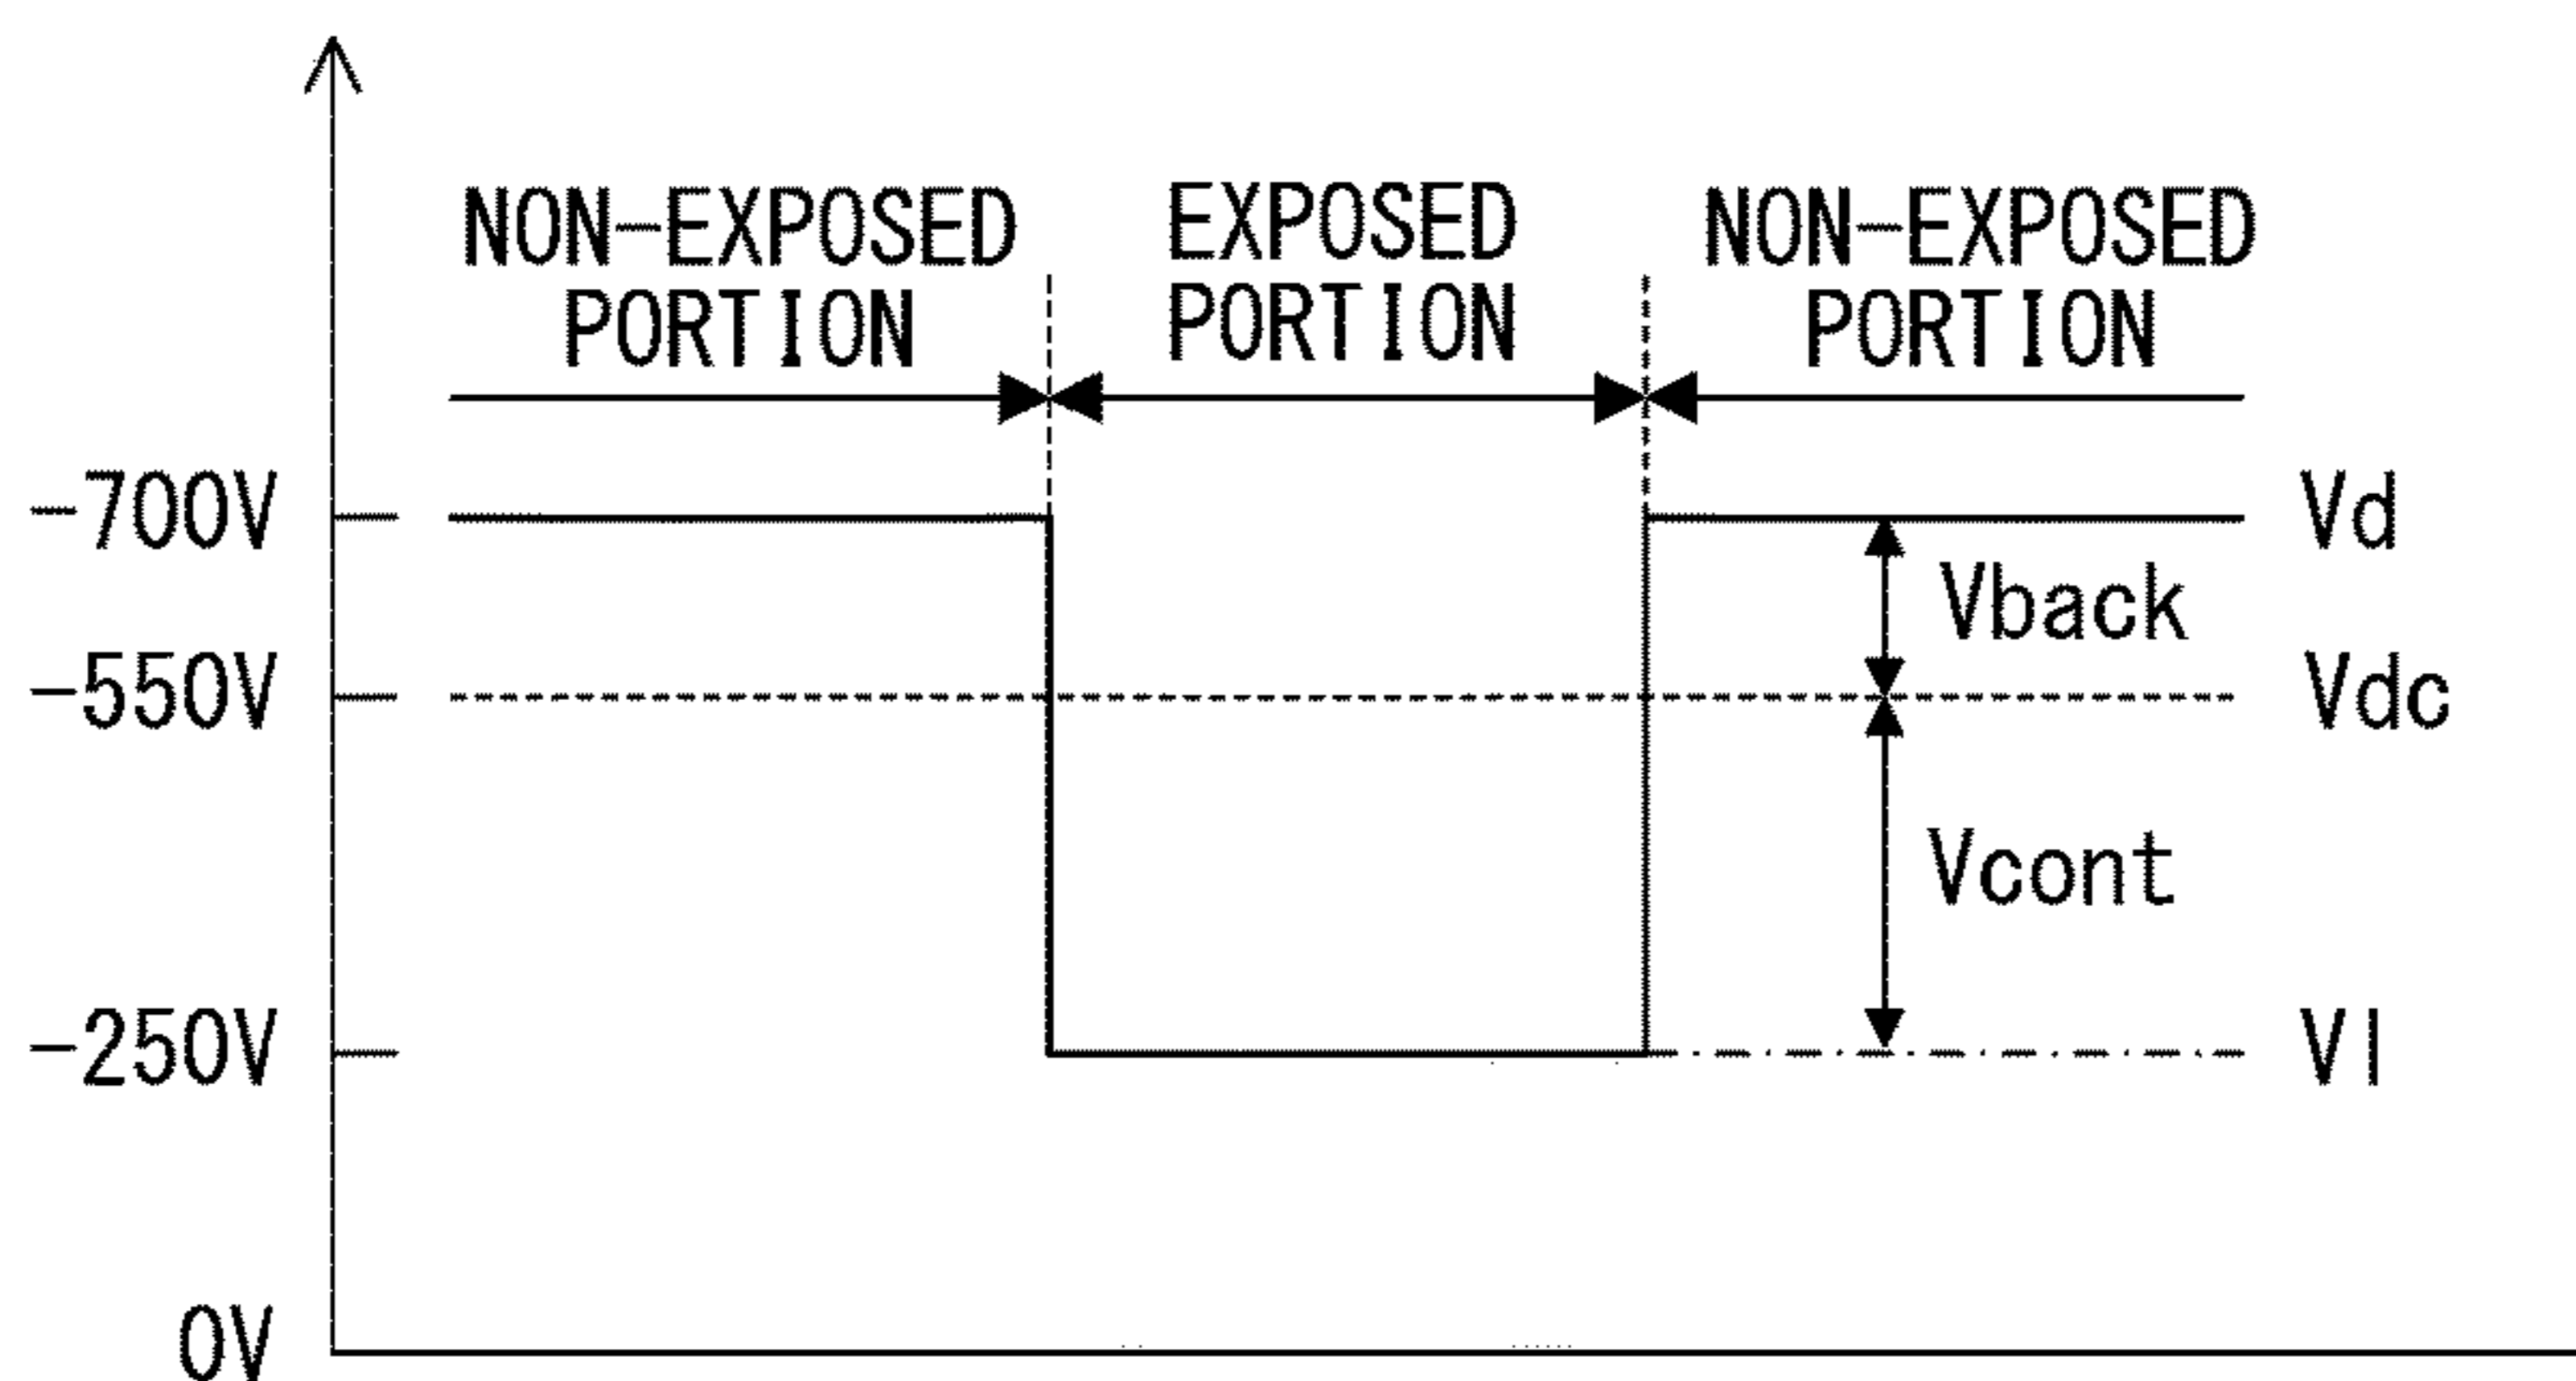 NON-EXPOSED
PORTION
EXPOSED
PORTION
NON-EXPOSED
PORTION
-700V
Vd
Vback
-550V
Vdc
Vcont
-250V
Vl
0V